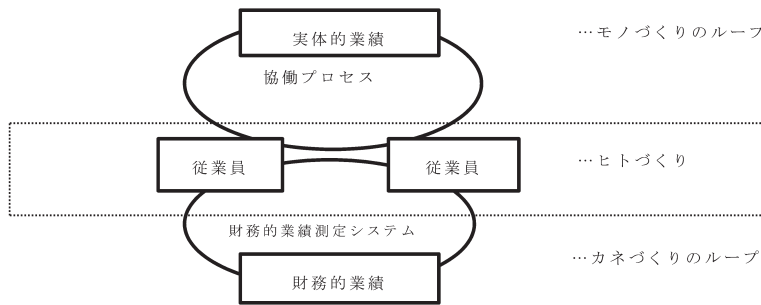 実体的業績
…モノづくりのループ
協働プロセス
従業員
従業員
…ヒトづくり
財務的業績測定システム
…カネづくりのループ
財務的業績